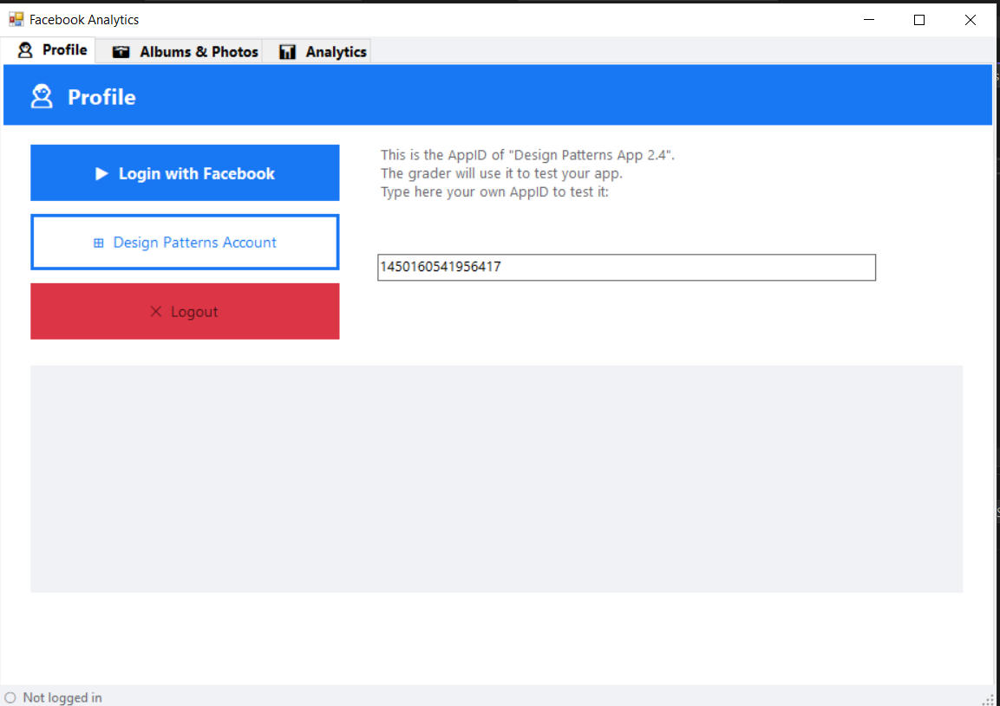 Facebook Analytics
Profile
Albums & Photos
Analytics
Profile
Login with Facebook
This is the AppID of "Design Patterns App 2.4".
The grader will use it to test your app.
Type here your own AppID to test it:
Design Patterns Account
1450160541956417
Logout
Not logged in